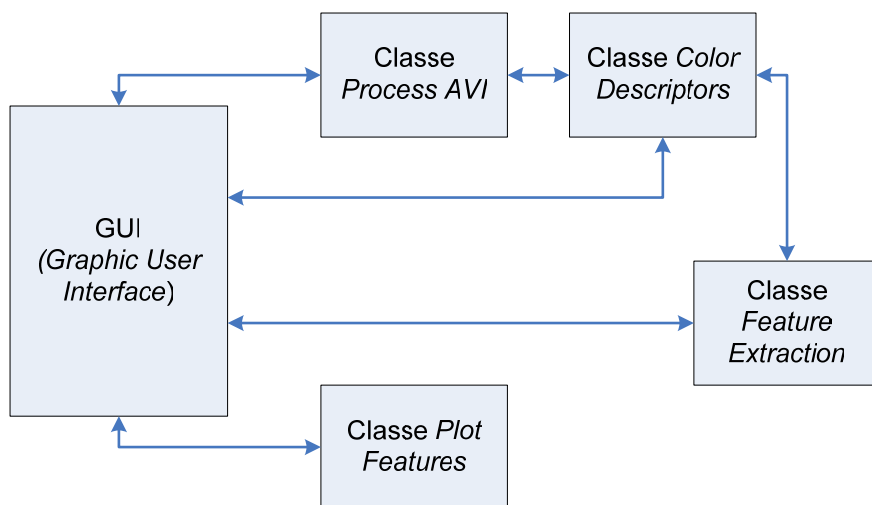 Classe
Process AVI
Classe Color
Descriptors
GUI
(Graphic User
Interface)
Classe
Feature
Extraction
Classe Plot
Features